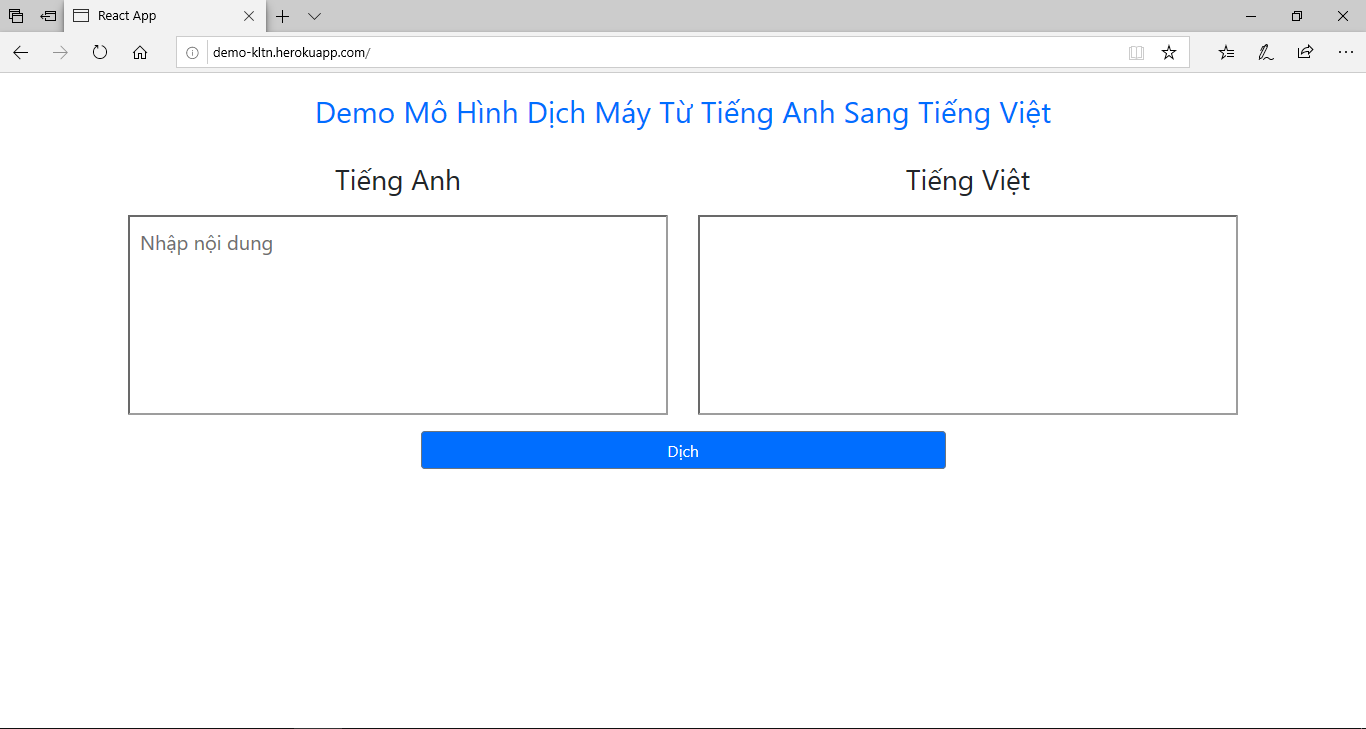 React App
demo-kltn.herokuapp.com/
Demo Mô Hình Dịch Máy Từ Tiếng Anh Sang Tiếng Việt
Tiếng Anh
Tiếng Việt
Nhập nội dung
Dịch